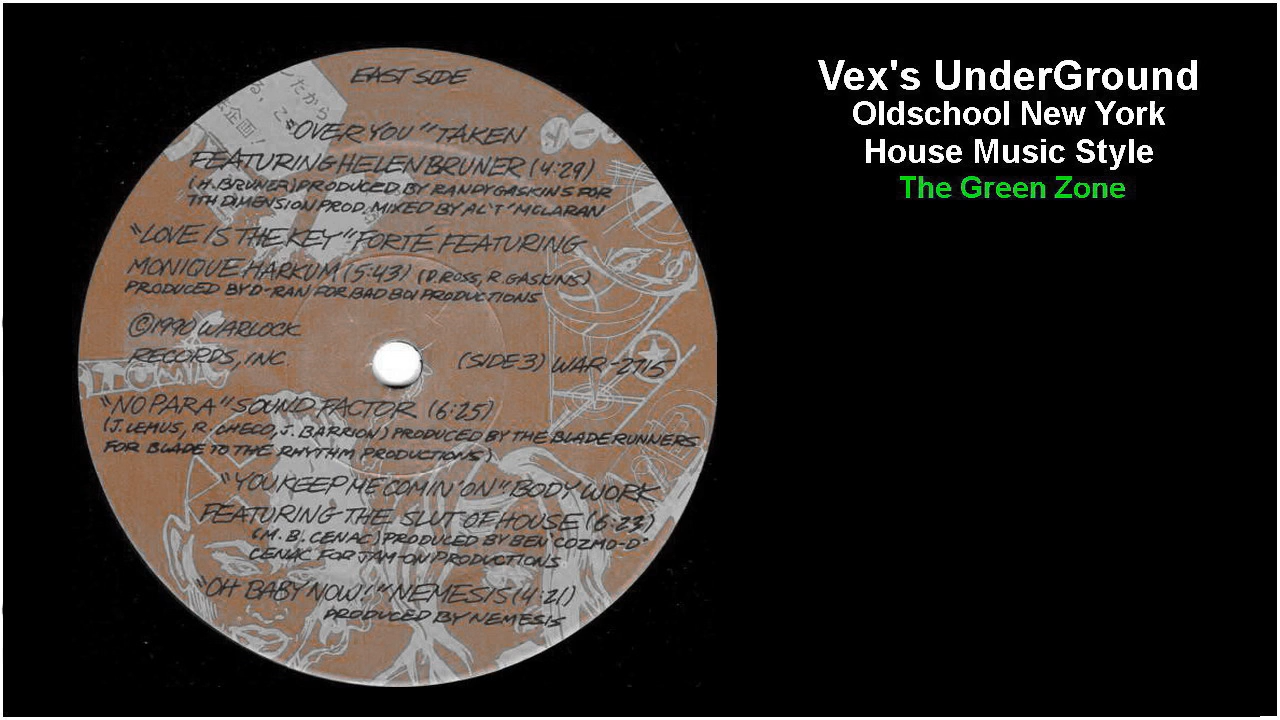 EAST SIDE
"OVER YOU" TAKEN
FEATURING HELEN BRUNER (4:29)
(H. BRUNER) PRODUCED BY RANDY GASKINS FOR
7TH DIMENSION PROD. MIXED BY AL "T" MCLARAN
"LOVE IS THE KEY" FORTÉ FEATURING
MONIQUE HARKUM (5:43) (D. ROSS, R. GASKINS)
PRODUCED BY D-RAN FOR BAD BOI PRODUCTIONS
©1990 WARLOCK
RECORDS, INC.
(SIDE 3) WAR-2715
"NO PARA" SOUND FACTOR (6:25)
(J. LEMUS, R. CHECO, J. BARRION) PRODUCED BY THE BLADE RUNNERS
FOR BLADE TO THE RHYTHM PRODUCTIONS)
"YOU KEEP ME COMIN' ON" BODY WORK
FEATURING THE SLUT OF HOUSE (6:23)
(M. B. CENAC) PRODUCED BY BEN "COZMO-D"
CENAC FOR JAM-ON PRODUCTIONS
"OH BABY NOW!" NEMESIS (4:21)
PRODUCED BY NEMESIS
Vex's UnderGround
Oldschool New York
House Music Style
The Green Zone